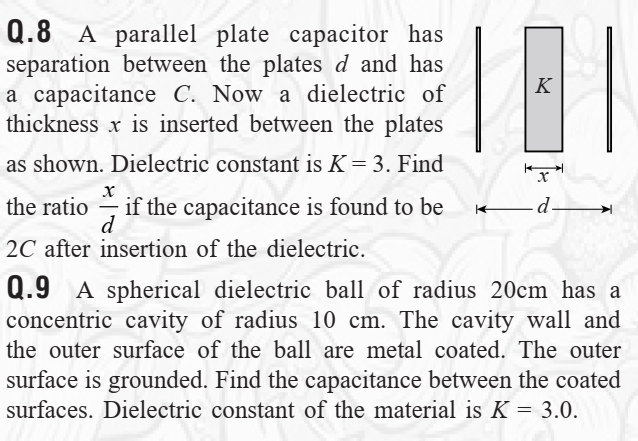 Q.8 A parallel plate capacitor has
separation between the plates d and has
a capacitance C. Now a dielectric of
thickness x is inserted between the plates
as shown. Dielectric constant is K = 3. Find
the ratio x/d if the capacitance is found to be
2C after insertion of the dielectric.
K
x
d
Q.9 A spherical dielectric ball of radius 20cm has a
concentric cavity of radius 10 cm. The cavity wall and
the outer surface of the ball are metal coated. The outer
surface is grounded. Find the capacitance between the coated
surfaces. Dielectric constant of the material is K = 3.0.